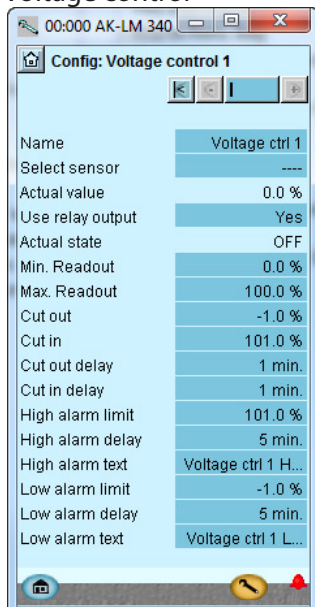 Voltage control
00:000 AK-LM 340
Config: Voltage control 1
Name Voltage ctrl 1
Select sensor ----
Actual value 0.0 %
Use relay output Yes
Actual state OFF
Min. Readout 0.0 %
Max. Readout 100.0 %
Cut out -1.0 %
Cut in 101.0 %
Cut out delay 1 min.
Cut in delay 1 min.
High alarm limit 101.0 %
High alarm delay 5 min.
High alarm text Voltage ctrl 1 H...
Low alarm limit -1.0 %
Low alarm delay 5 min.
Low alarm text Voltage ctrl 1 L...